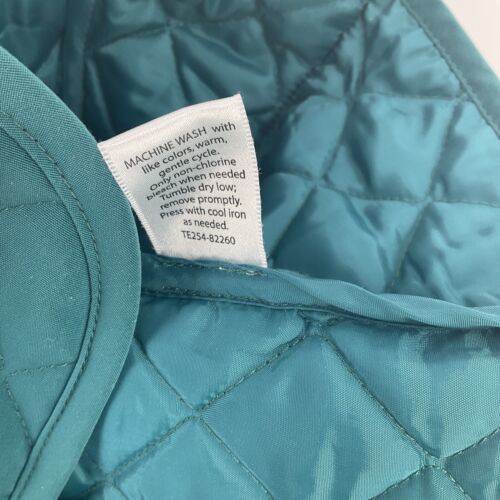 MACHINE WASH with
like colors, warm,
gentle cycle.
Only non-chlorine
bleach when needed
Tumble dry low;
remove promptly.
Press with cool iron
as needed.
TE254-82260